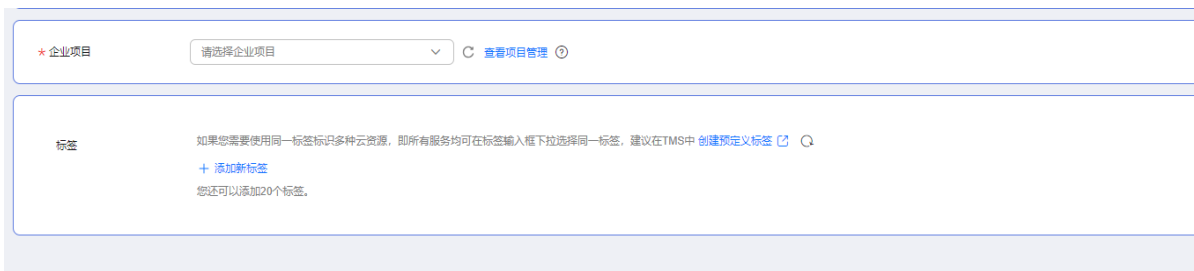 * 企业项目 请选择企业项目 查看项目管理
标签 如果您需要使用同一标签标识多种云资源，即所有服务均可在标签输入框下拉选择同一标签，建议在TMS中 创建预定义标签
+ 添加新标签
您还可以添加20个标签。